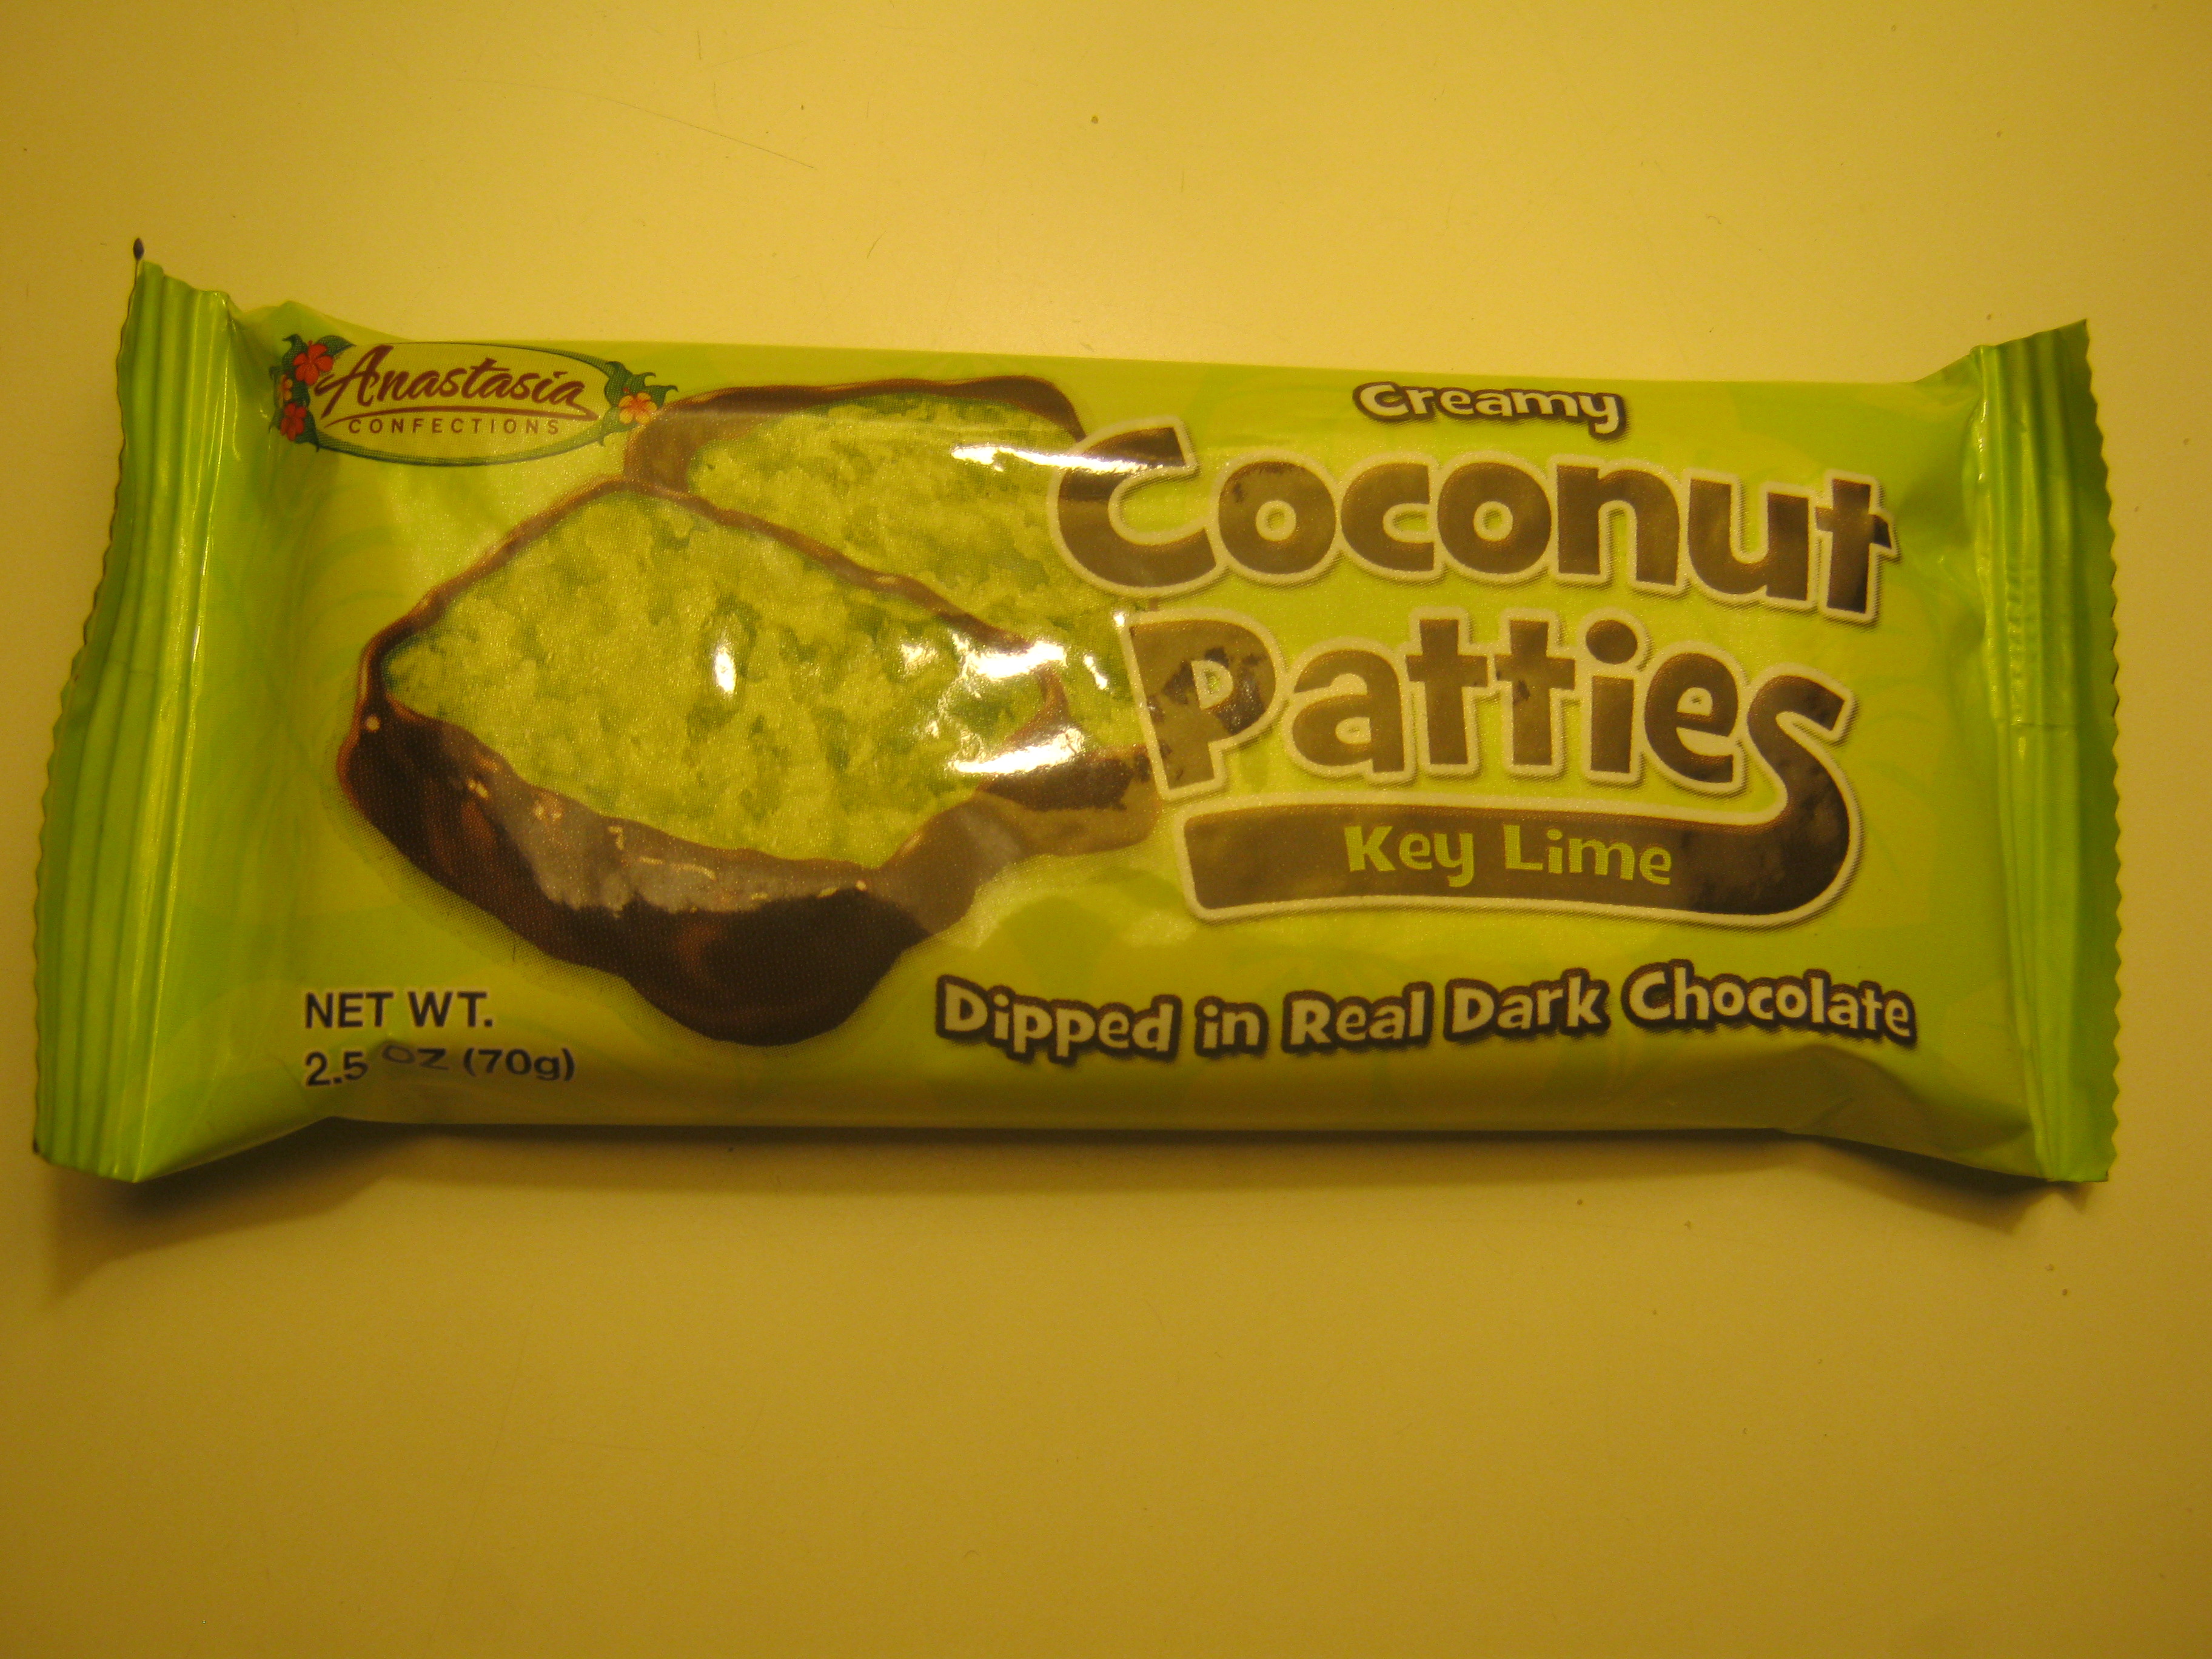 Anastasia
CONFECTIONS
Creamy
Coconut
Patties
Key Lime
Dipped in Real Dark Chocolate
NET WT.
2.5 OZ (70g)